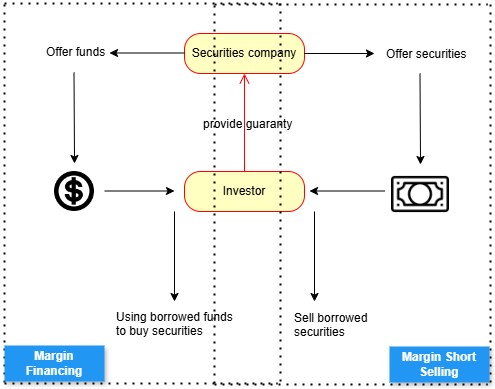 Offer funds
Securities company
Offer securities
provide guaranty
$
Investor
Using borrowed funds
to buy securities
Sell borrowed
securities
Margin
Financing
Margin Short
Selling